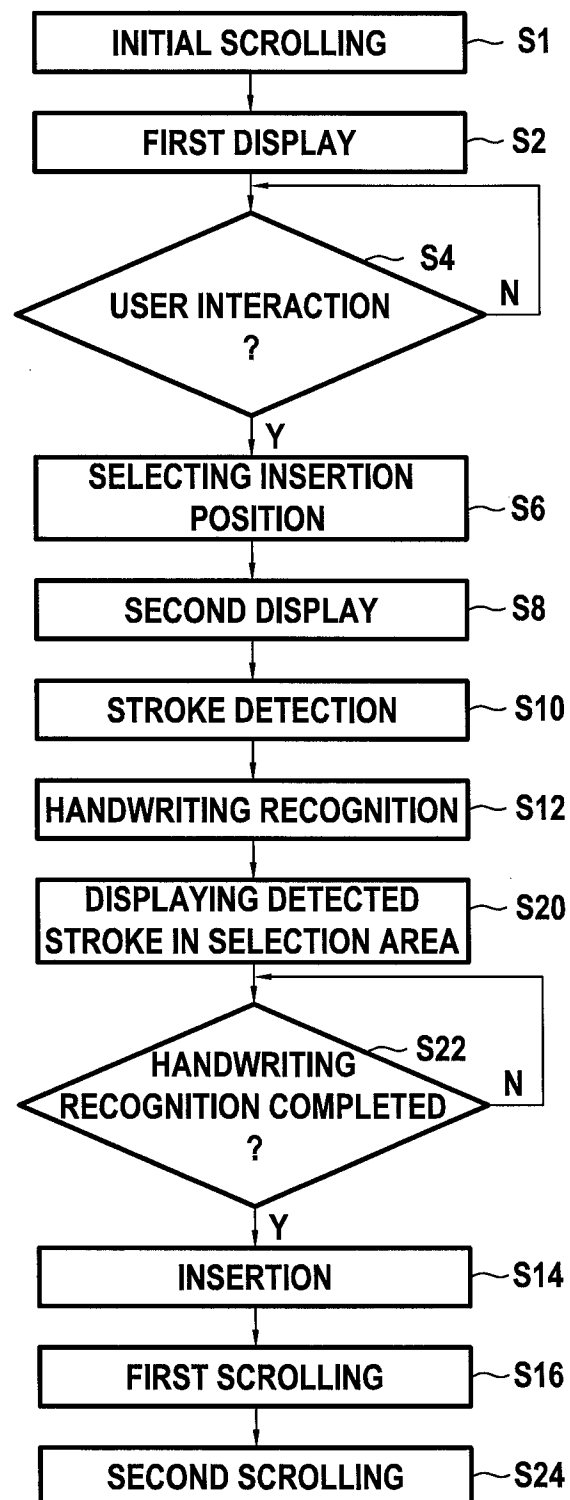 INITIAL SCROLLING S1
FIRST DISPLAY S2
S4
USER INTERACTION N
?
Y
SELECTING INSERTION
POSITION S6
SECOND DISPLAY S8
STROKE DETECTION S10
HANDWRITING RECOGNITION S12
DISPLAYING DETECTED
STROKE IN SELECTION AREA S20
S22
HANDWRITING
RECOGNITION COMPLETED N
?
Y
INSERTION S14
FIRST SCROLLING S16
SECOND SCROLLING S24